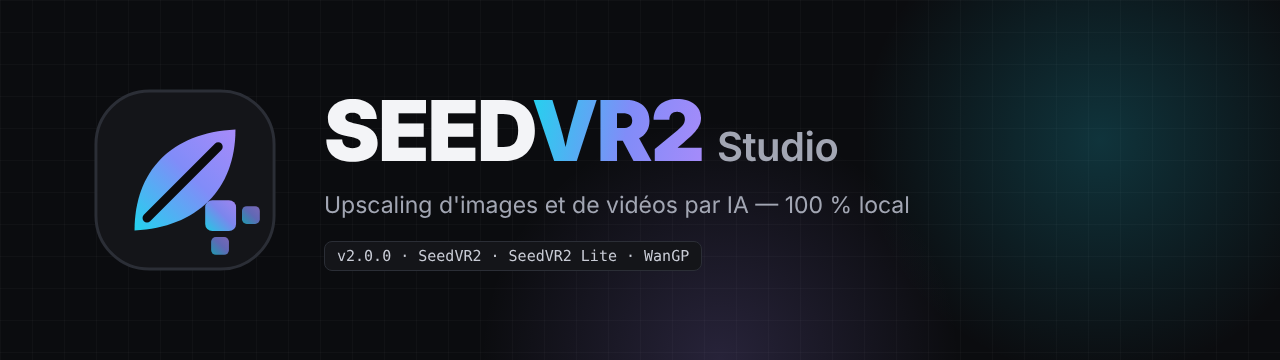 SEEDVR2 Studio
Upscaling d'images et de vidéos par IA — 100 % local
v2.0.0 · SeedVR2 · SeedVR2 Lite · WanGP